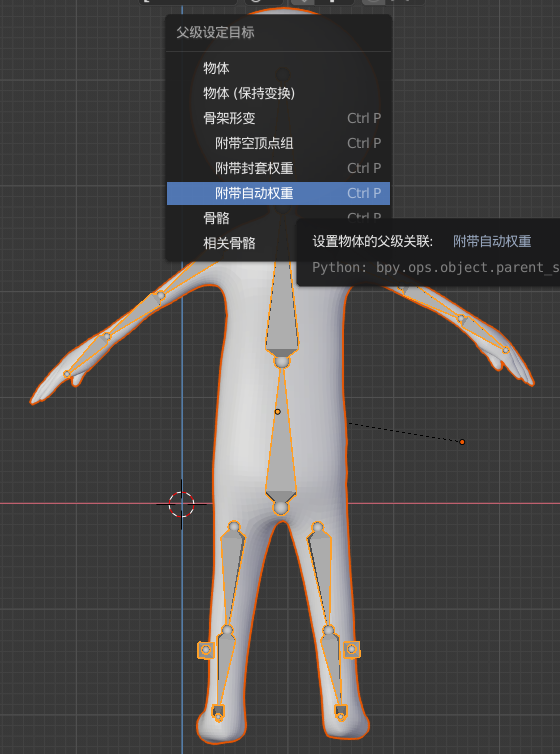 父级设定目标
物体
物体 (保持变换)
骨架形变 Ctrl P
附带空顶点组 Ctrl P
附带封套权重 Ctrl P
附带自动权重 Ctrl P
骨骼 Ctrl P
相关骨骼
设置物体的父级关联: 附带自动权重
Python: bpy.ops.object.parent_s